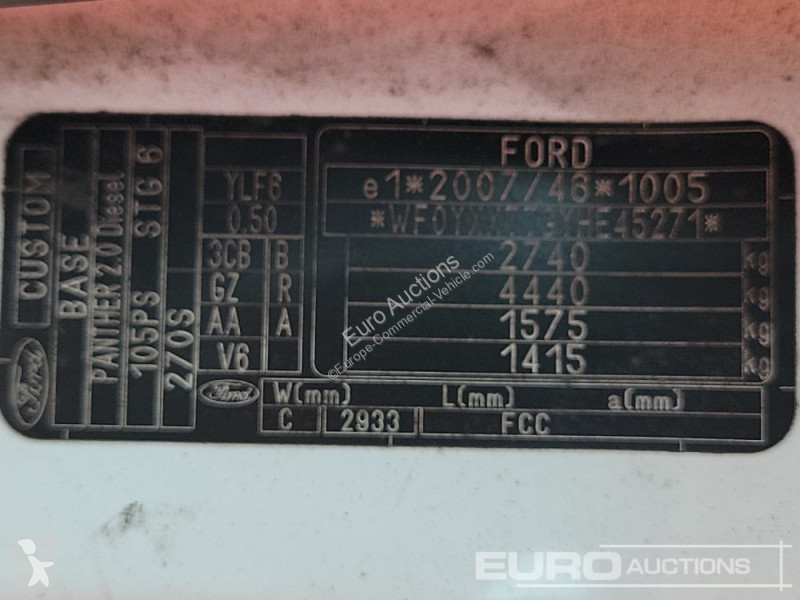 CUSTOM
BASE
PANTHER 2.0 Diesel
105PS STG 6
270S
Ford
YLF6
0.50
3CB B
GZ R
AA A
V6
Ford
FORD
e1*2007/46*1005
2740 kg
4440 kg
1575 kg
1415 kg
W(mm) L(mm) a(mm)
C 2933 FCC
Euro Auctions
©Europe-Commercial-Vehicle.com
EURO AUCTIONS